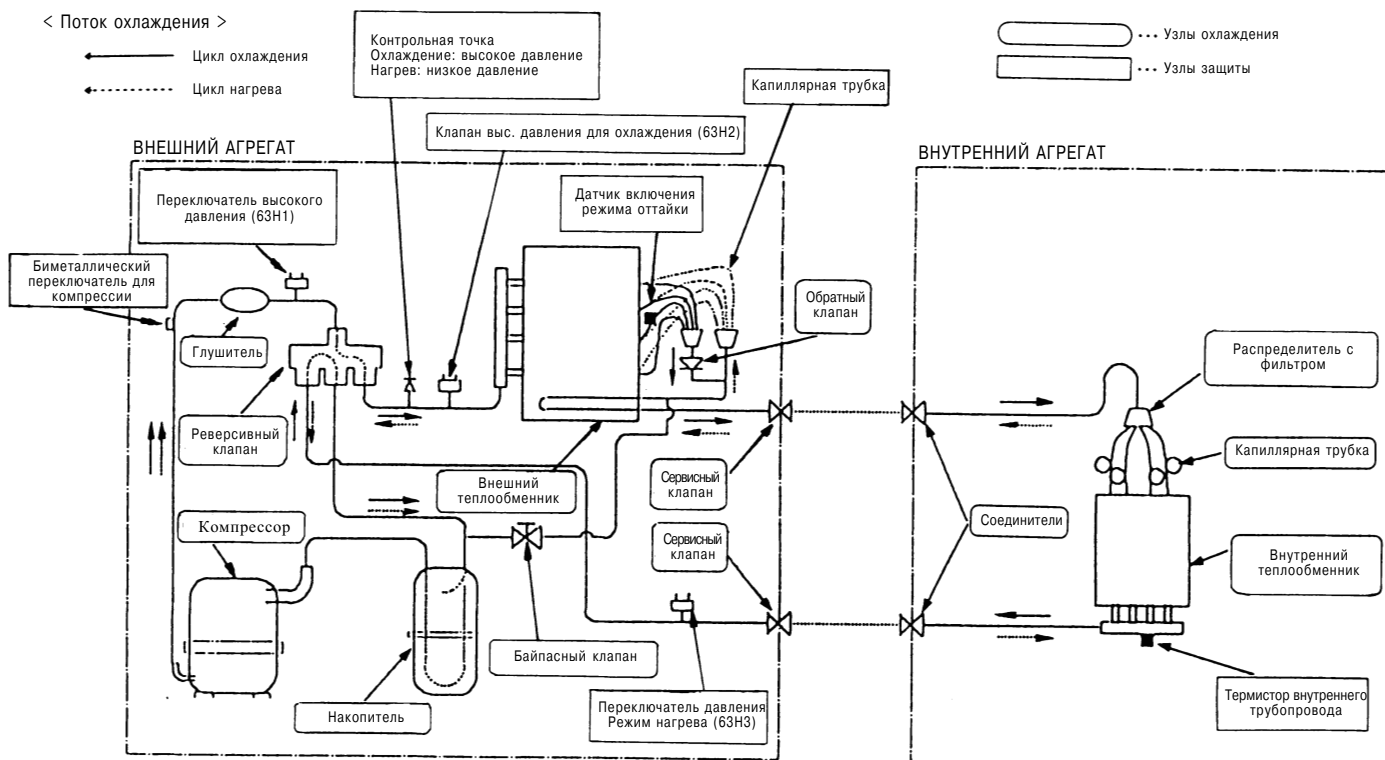 < Поток охлаждения >
Цикл охлаждения
Цикл нагрева
Контрольная точка
Охлаждение: высокое давление
Нагрев: низкое давление
Капиллярная трубка
··· Узлы охлаждения
··· Узлы защиты
Клапан выс. давления для охлаждения (63H2)
ВНЕШНИЙ АГРЕГАТ
ВНУТРЕННИЙ АГРЕГАТ
Переключатель высокого
давления (63H1)
Датчик включения
режима оттайки
Биметаллический
переключатель для
компрессии
Обратный
клапан
Глушитель
Распределитель с
фильтром
Реверсивный
клапан
Капиллярная трубка
Внешний
теплообменник
Сервисный
клапан
Компрессор
Соединители
Сервисный
клапан
Внутренний
теплообменник
Байпасный клапан
Накопитель
Переключатель давления
Режим нагрева (63H3)
Термистор внутреннего
трубопровода